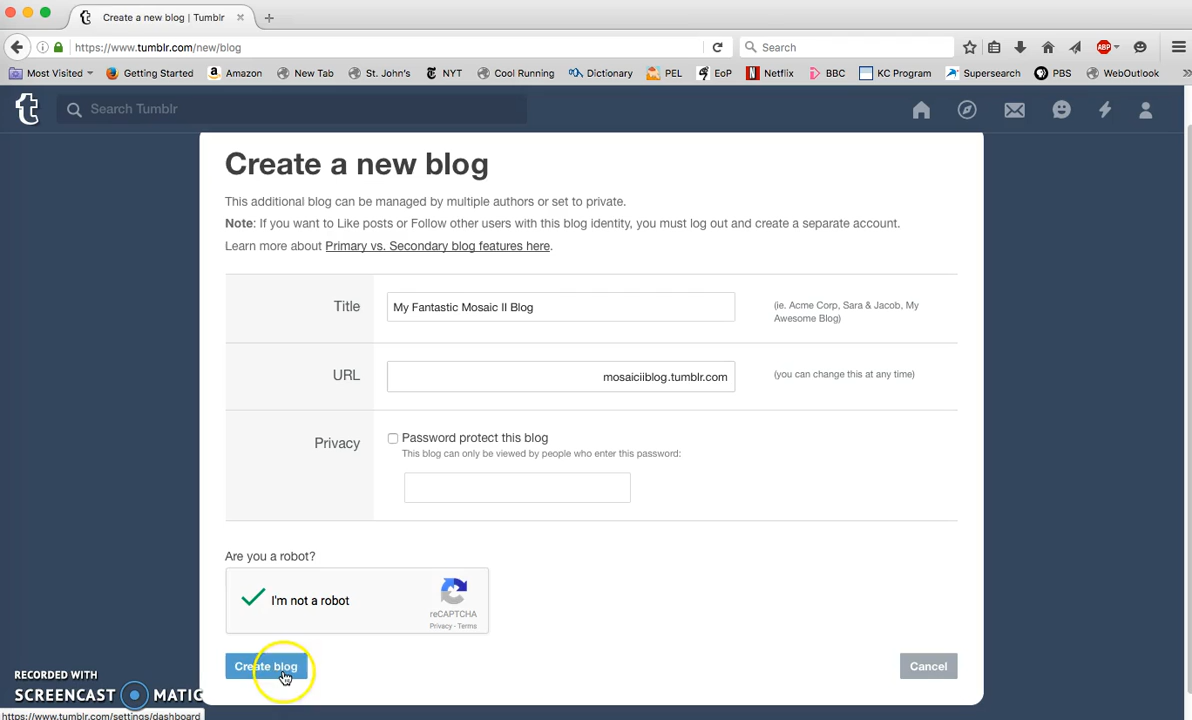 Create a new blog | Tumblr
https://www.tumblr.com/new/blog
Search
Most Visited Getting Started Amazon New Tab St. John's NYT Cool Running Dictionary PEL EoP Netflix BBC KC Program Supersearch PBS WebOutlook
Search Tumblr
Create a new blog
This additional blog can be managed by multiple authors or set to private.
Note: If you want to Like posts or Follow other users with this blog identity, you must log out and create a separate account.
Learn more about Primary vs. Secondary blog features here.
Title My Fantastic Mosaic II Blog (ie. Acme Corp, Sara & Jacob, My
Awesome Blog)
URL mosaiciiblog.tumblr.com (you can change this at any time)
Privacy Password protect this blog
This blog can only be viewed by people who enter this password:
Are you a robot?
I'm not a robot
reCAPTCHA
Privacy - Terms
Create blog Cancel
RECORDED WITH
SCREENCAST MATIC
https://www.tumblr.com/settings/dashboard